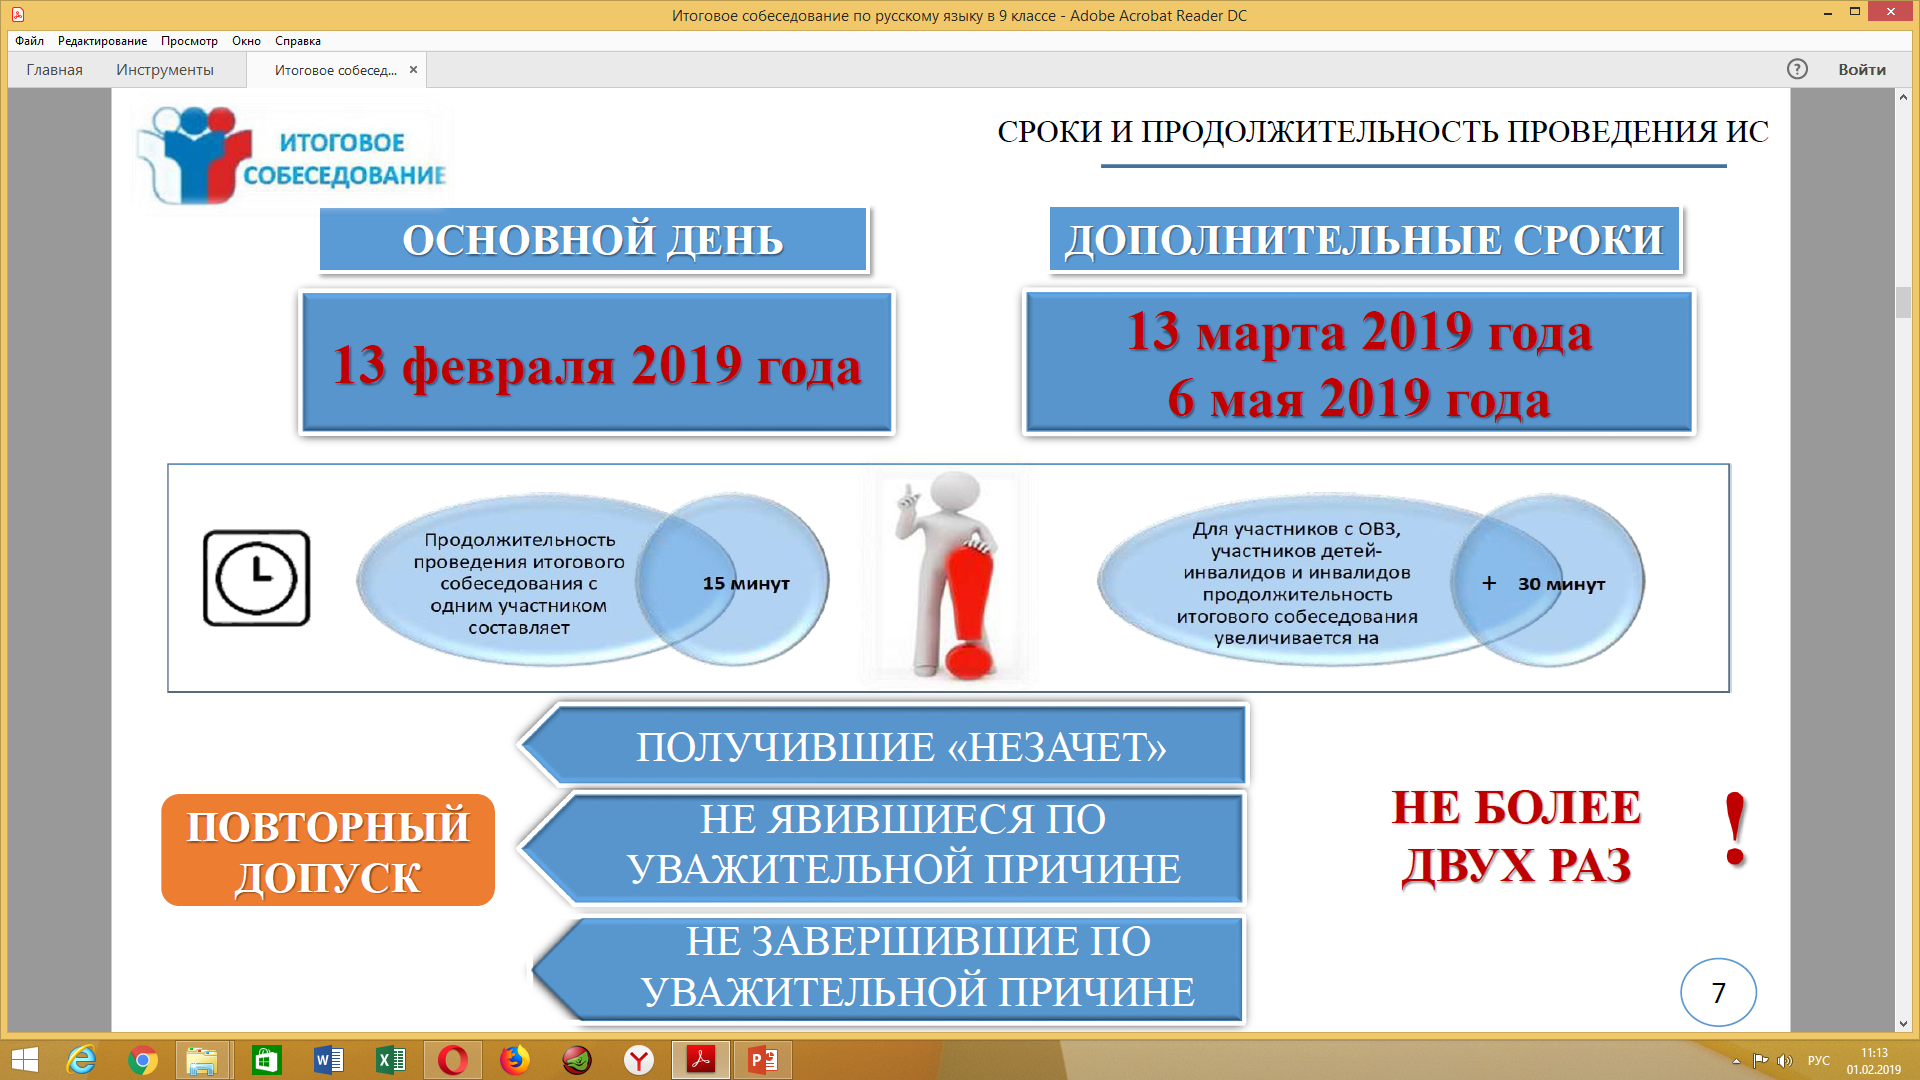 Итоговое собеседование по русскому языку в 9 классе - Adobe Acrobat Reader DC
Файл Редактирование Просмотр Окно Справка
Главная Инструменты Итоговое собесед... × ? Войти
ИТОГОВОЕ
СОБЕСЕДОВАНИЕ
СРОКИ И ПРОДОЛЖИТЕЛЬНОСТЬ ПРОВЕДЕНИЯ ИС
ОСНОВНОЙ ДЕНЬ
13 февраля 2019 года
ДОПОЛНИТЕЛЬНЫЕ СРОКИ
13 марта 2019 года
6 мая 2019 года
Продолжительность
проведения итогового
собеседования с
одним участником
составляет
15 минут
Для участников с ОВЗ,
участников детей-
инвалидов и инвалидов
продолжительность
итогового собеседования
увеличивается на
+ 30 минут
ПОВТОРНЫЙ
ДОПУСК
ПОЛУЧИВШИЕ «НЕЗАЧЕТ»
НЕ ЯВИВШИЕСЯ ПО
УВАЖИТЕЛЬНОЙ ПРИЧИНЕ
НЕ ЗАВЕРШИВШИЕ ПО
УВАЖИТЕЛЬНОЙ ПРИЧИНЕ
НЕ БОЛЕЕ
ДВУХ РАЗ
!
7
РУС
11:13
01.02.2019